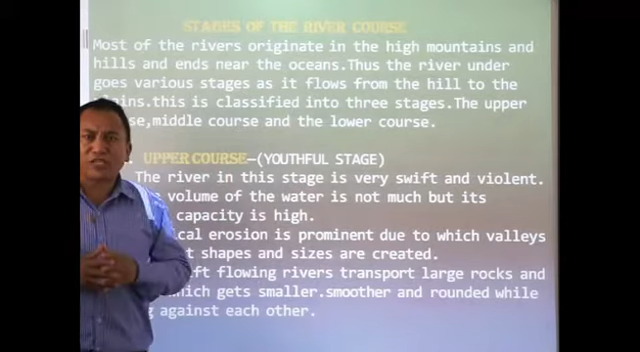 STAGES OF THE RIVER COURSE
Most of the rivers originate in the high mountains and
hills and ends near the oceans.Thus the river under
goes various stages as it flows from the hill to the
plains.this is classified into three stages.The upper
se,middle course and the lower course.
. UPPER COURSE–(YOUTHFUL STAGE)
The river in this stage is very swift and violent.
volume of the water is not much but its
capacity is high.
cal erosion is prominent due to which valleys
t shapes and sizes are created.
ft flowing rivers transport large rocks and
which gets smaller.smoother and rounded while
g against each other.